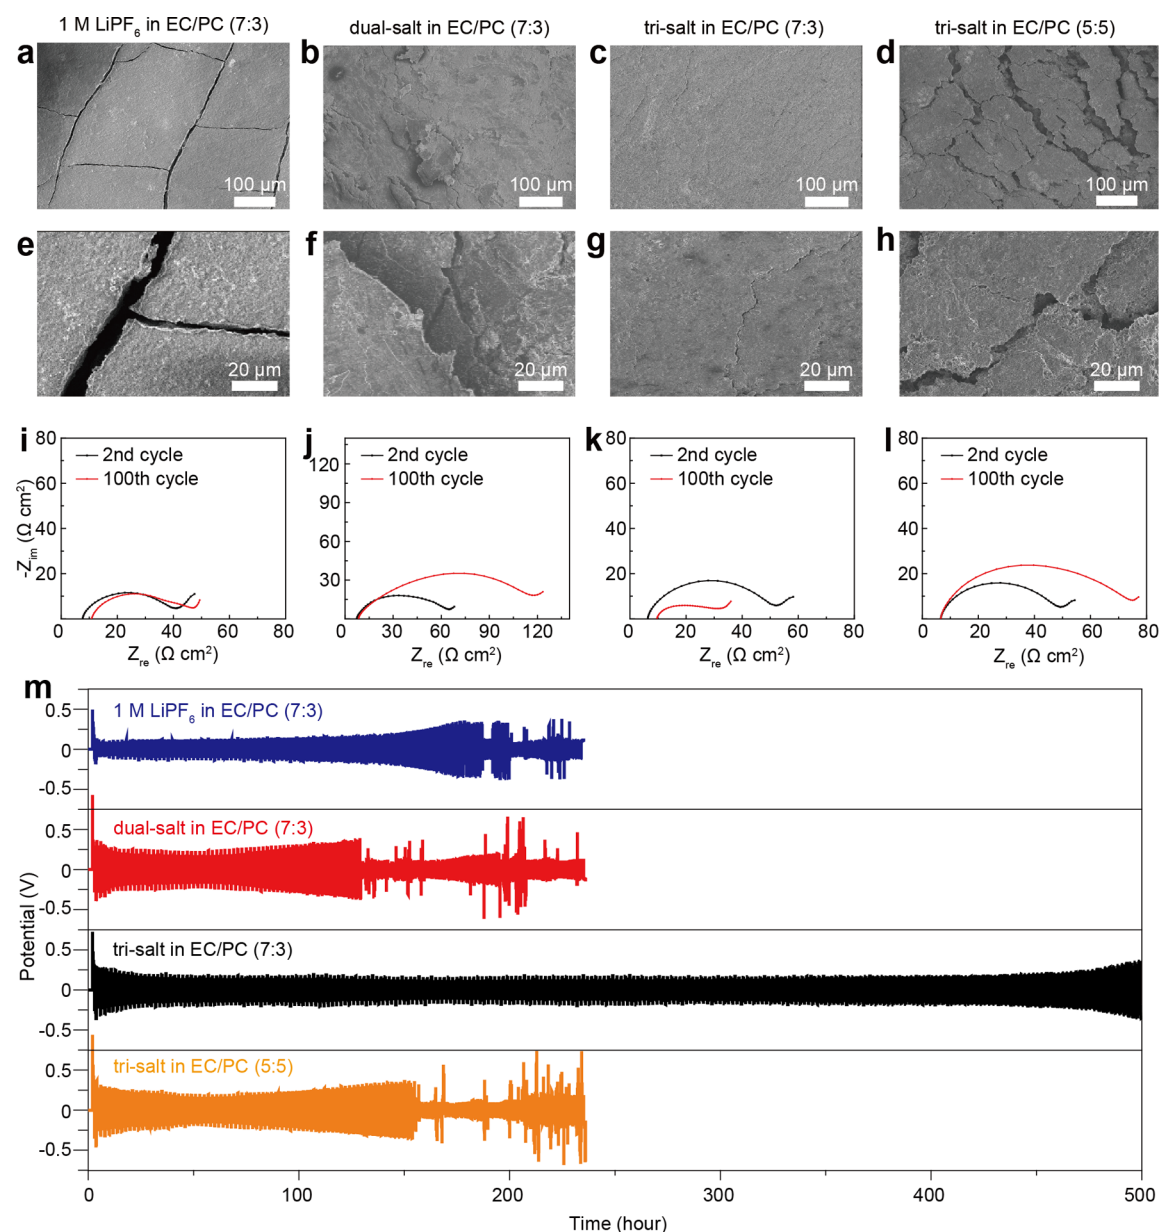 1 M LiPF6 in EC/PC (7:3)
dual-salt in EC/PC (7:3)
tri-salt in EC/PC (7:3)
tri-salt in EC/PC (5:5)
a
b
c
d
100 µm
100 µm
100 µm
100 µm
e
f
g
h
20 µm
20 µm
20 µm
20 µm
i
j
k
l
80
60
40
20
-Zim (Ω cm2)
2nd cycle
100th cycle
0 20 40 60 80
Zre (Ω cm2)
120
90
60
30
2nd cycle
100th cycle
0 30 60 90 120
Zre (Ω cm2)
80
60
40
20
2nd cycle
100th cycle
0 20 40 60 80
Zre (Ω cm2)
80
60
40
20
2nd cycle
100th cycle
0 20 40 60 80
Zre (Ω cm2)
m
Potential (V)
0.5
0
-0.5
1 M LiPF6 in EC/PC (7:3)
0.5
0
-0.5
dual-salt in EC/PC (7:3)
0.5
0
-0.5
tri-salt in EC/PC (7:3)
0.5
0
-0.5
tri-salt in EC/PC (5:5)
0 100 200 300 400 500
Time (hour)